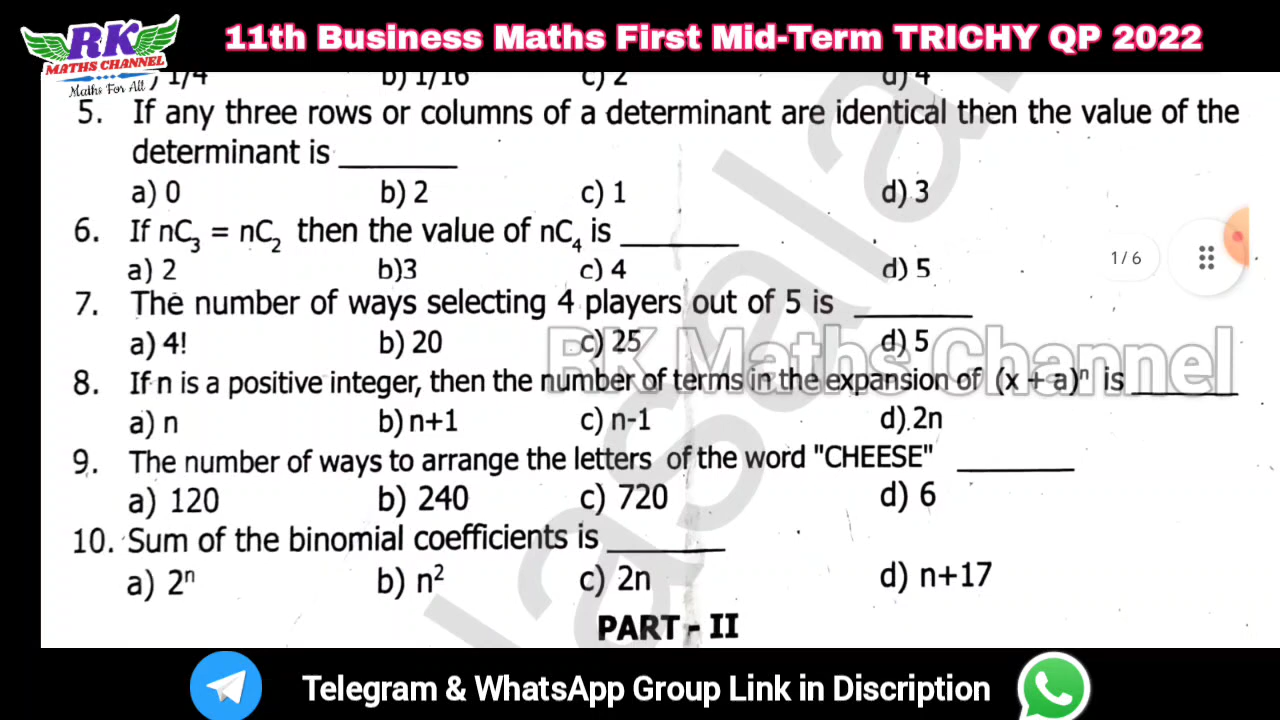 RK
MATHS CHANNEL
Maths For All
11th Business Maths First Mid-Term TRICHY QP 2022
) 1/4 b) 1/16 c) 2 d) 4
5. If any three rows or columns of a determinant are identical then the value of the
determinant is ________
a) 0 b) 2 c) 1 d) 3
6. If nC₃ = nC₂ then the value of nC₄ is ________
a) 2 b)3 c) 4 d) 5
1 / 6
7. The number of ways selecting 4 players out of 5 is ________
a) 4! b) 20 c) 25 d) 5
RK Maths Channel
8. If n is a positive integer, then the number of terms in the expansion of (x + a)ⁿ is ________
a) n b) n+1 c) n-1 d) 2n
9. The number of ways to arrange the letters of the word "CHEESE" ________
a) 120 b) 240 c) 720 d) 6
10. Sum of the binomial coefficients is ________
a) 2ⁿ b) n² c) 2n d) n+17
PART - II
Telegram & WhatsApp Group Link in Discription